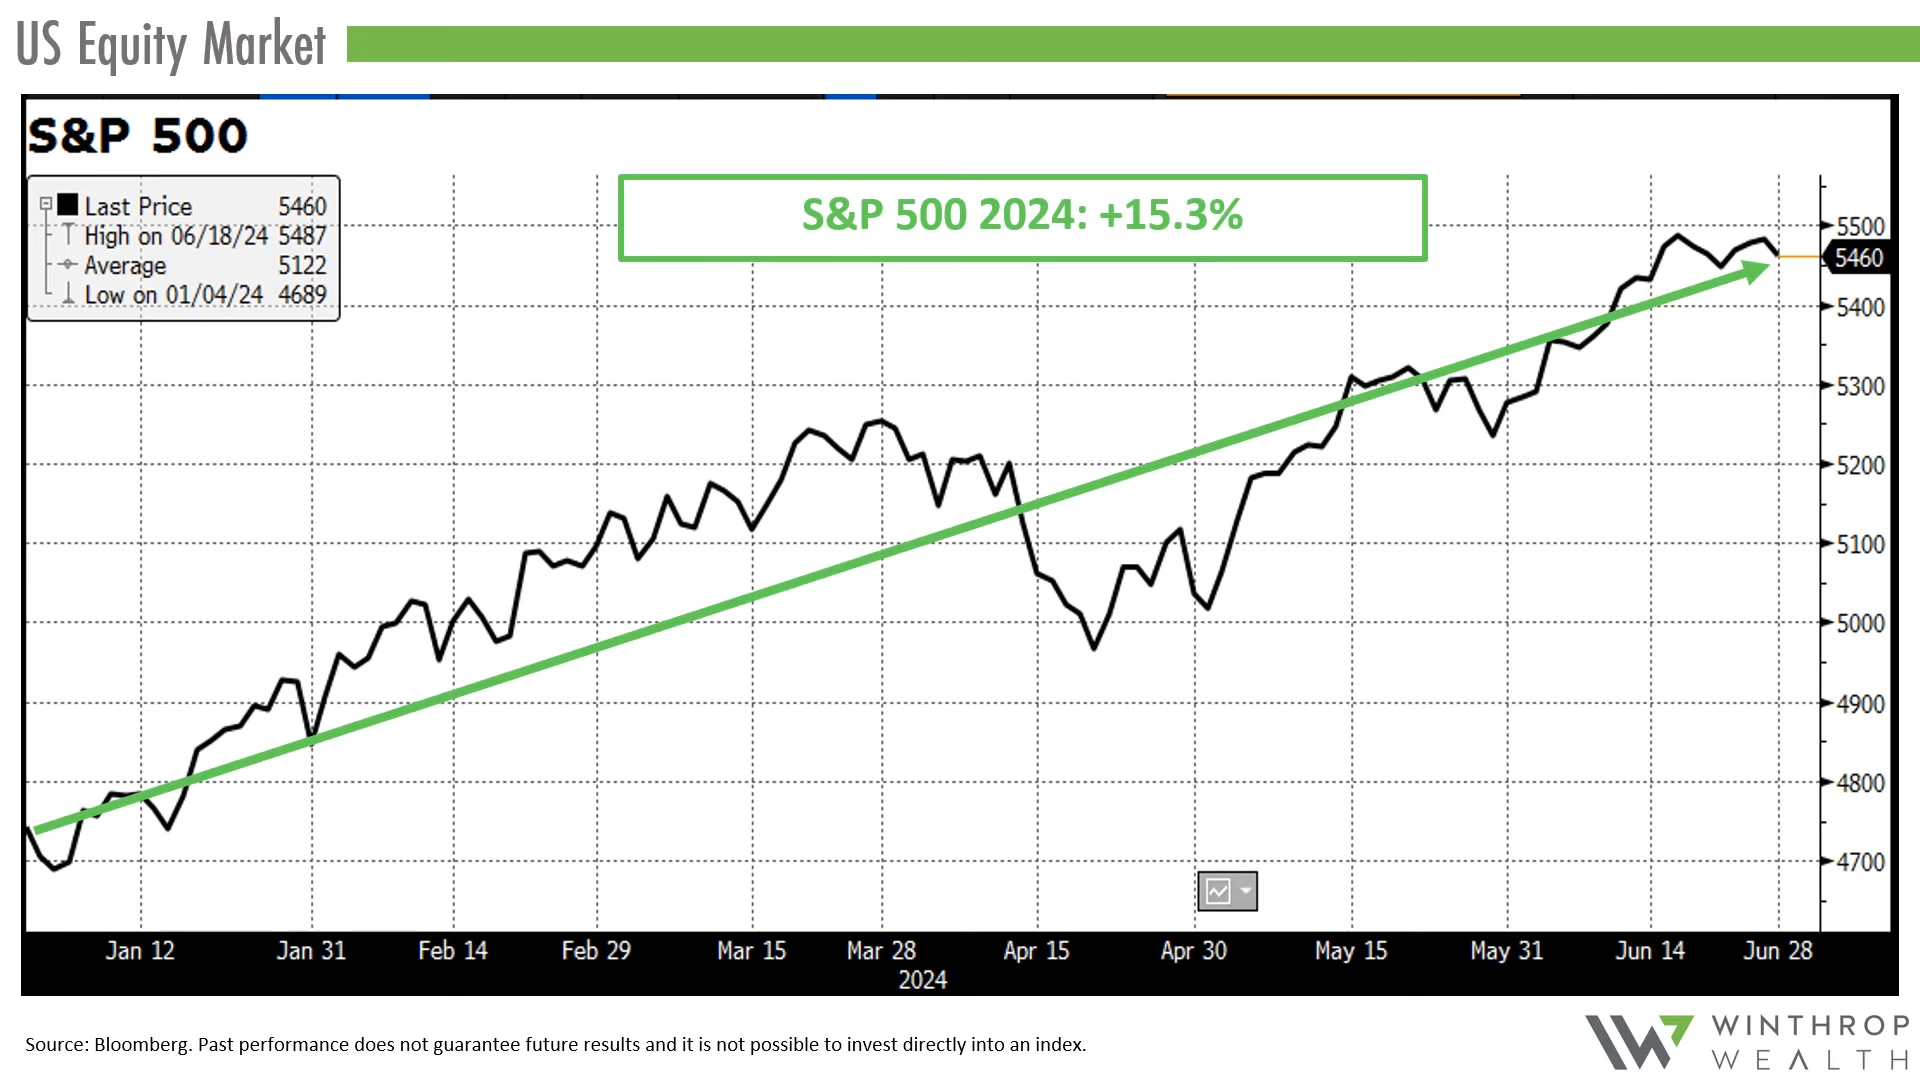 US Equity Market
S&P 500
Last Price 5460
High on 06/18/24 5487
Average 5122
Low on 01/04/24 4689
S&P 500 2024: +15.3%
5500
5460
5400
5300
5200
5100
5000
4900
4800
4700
Jan 12 Jan 31 Feb 14 Feb 29 Mar 15 Mar 28 Apr 15 Apr 30 May 15 May 31 Jun 14 Jun 28
2024
Source: Bloomberg. Past performance does not guarantee future results and it is not possible to invest directly into an index.
WINTHROP
WEALTH